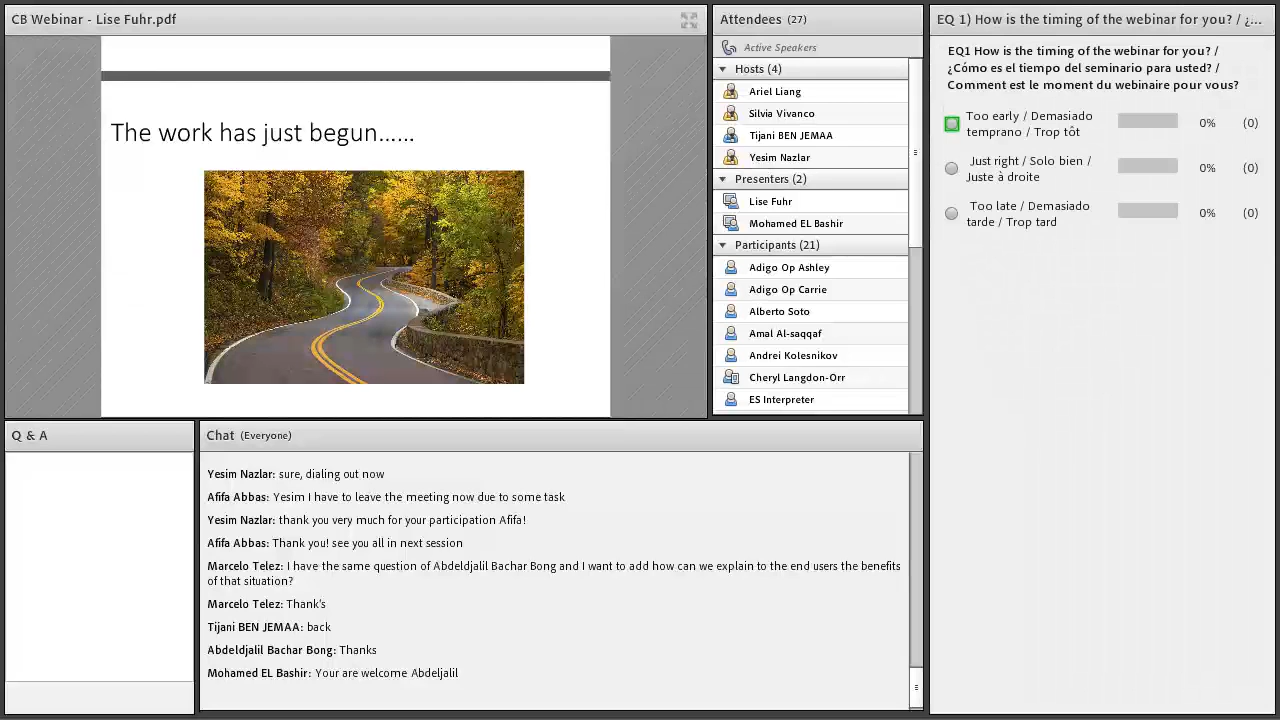 CB Webinar - Lise Fuhr.pdf
The work has just begun......
Attendees (27)
Active Speakers
Hosts (4)
Ariel Liang
Silvia Vivanco
Tijani BEN JEMAA
Yesim Nazlar
Presenters (2)
Lise Fuhr
Mohamed EL Bashir
Participants (21)
Adigo Op Ashley
Adigo Op Carrie
Alberto Soto
Amal Al-saqqaf
Andrei Kolesnikov
Cheryl Langdon-Orr
ES Interpreter
EQ 1) How is the timing of the webinar for you? / ¿...
EQ1 How is the timing of the webinar for you? /
¿Cómo es el tiempo del seminario para usted? /
Comment est le moment du webinaire pour vous?
Too early / Demasiado
temprano / Trop tôt
0% (0)
Just right / Solo bien /
Juste à droite
0% (0)
Too late / Demasiado
tarde / Trop tard
0% (0)
Q & A
Chat (Everyone)
Yesim Nazlar: sure, dialing out now
Afifa Abbas: Yesim I have to leave the meeting now due to some task
Yesim Nazlar: thank you very much for your participation Afifa!
Afifa Abbas: Thank you! see you all in next session
Marcelo Telez: I have the same question of Abdeldjalil Bachar Bong and I want to add how can we explain to the end users the benefits
of that situation?
Marcelo Telez: Thank's
Tijani BEN JEMAA: back
Abdeldjalil Bachar Bong: Thanks
Mohamed EL Bashir: Your are welcome Abdeljalil